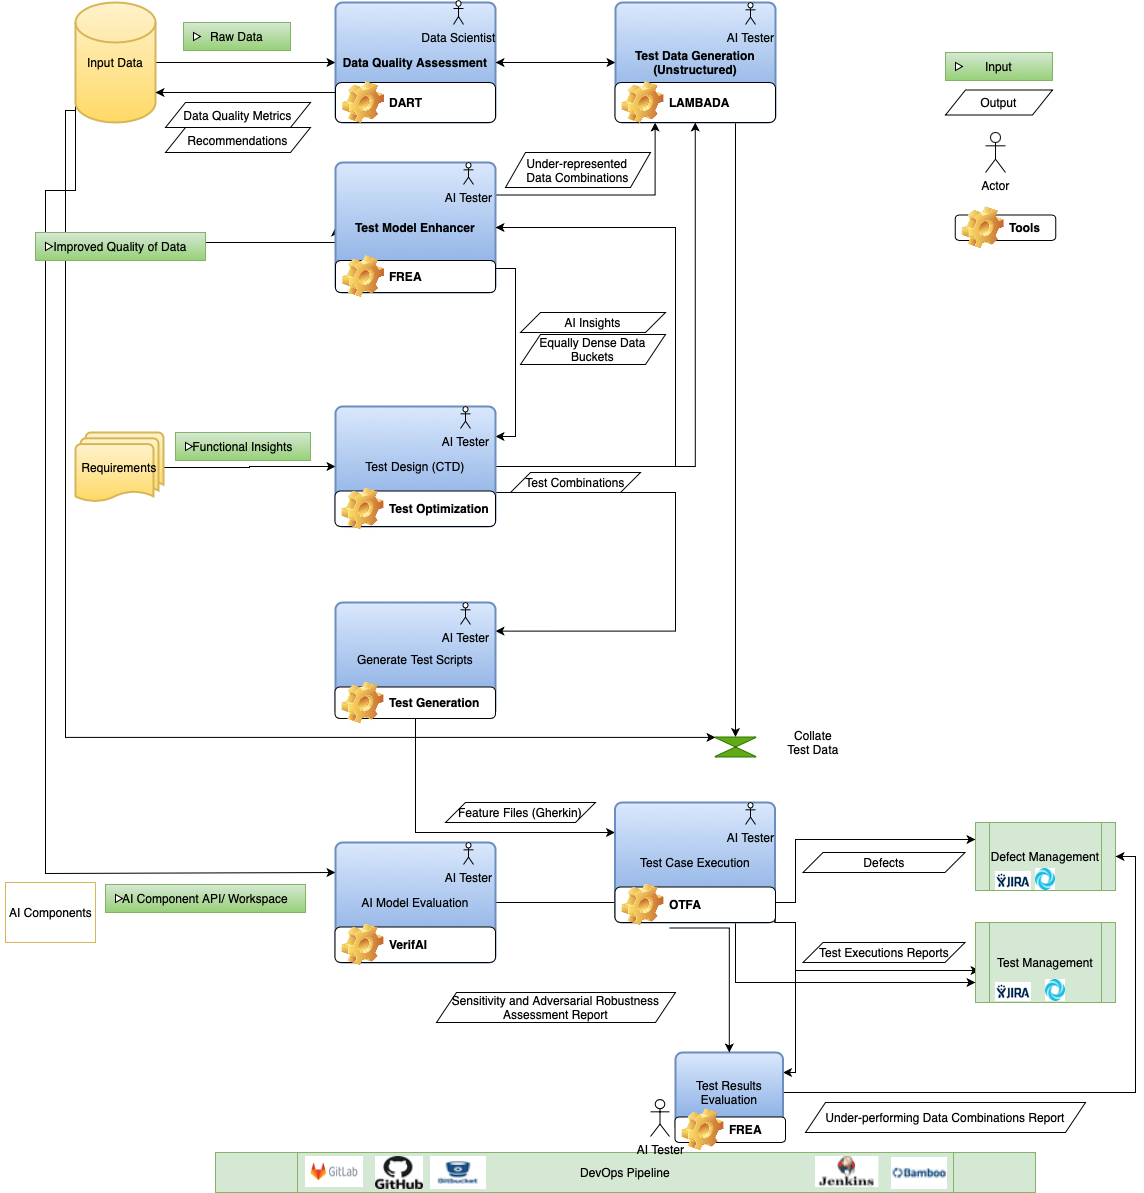 Input Data
Raw Data
Data Scientist
Data Quality Assessment
DART
AI Tester
Test Data Generation
(Unstructured)
LAMBADA
Input
Output
Actor
Tools
Data Quality Metrics
Recommendations
AI Tester
Test Model Enhancer
FREA
Under-represented
Data Combinations
Improved Quality of Data
AI Insights
Equally Dense Data
Buckets
Requirements
Functional Insights
AI Tester
Test Design (CTD)
Test Optimization
Test Combinations
AI Tester
Generate Test Scripts
Test Generation
Collate
Test Data
Feature Files (Gherkin)
AI Tester
Test Case Execution
OTFA
Defects
Defect Management
JIRA
AI Components
AI Component API/ Workspace
AI Tester
AI Model Evaluation
VerifAI
Test Executions Reports
Test Management
JIRA
Sensitivity and Adversarial Robustness
Assessment Report
Test Results
Evaluation
FREA
AI Tester
Under-performing Data Combinations Report
GitLab
GitHub
Bitbucket
DevOps Pipeline
Jenkins
Bamboo